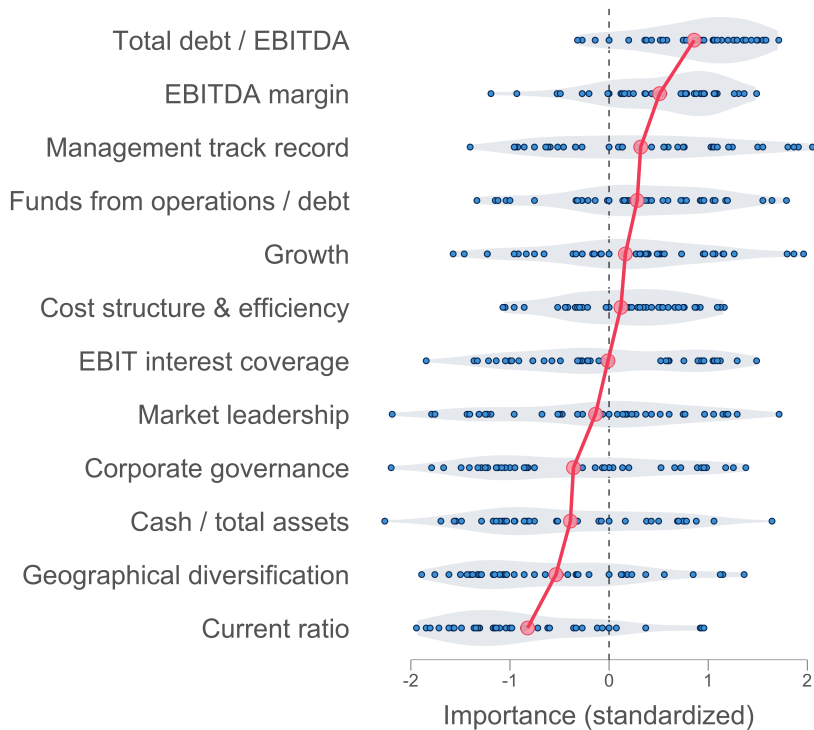 Total debt / EBITDA
EBITDA margin
Management track record
Funds from operations / debt
Growth
Cost structure & efficiency
EBIT interest coverage
Market leadership
Corporate governance
Cash / total assets
Geographical diversification
Current ratio
-2 -1 0 1 2
Importance (standardized)